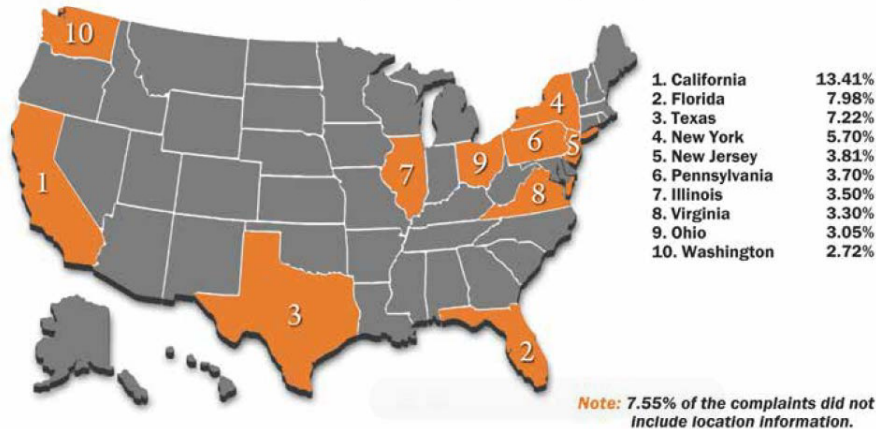 10
4
6
5
9
7
8
1
3
2
1. California 13.41%
2. Florida 7.98%
3. Texas 7.22%
4. New York 5.70%
5. New Jersey 3.81%
6. Pennsylvania 3.70%
7. Illinois 3.50%
8. Virginia 3.30%
9. Ohio 3.05%
10. Washington 2.72%
Note: 7.55% of the complaints did not
include location information.